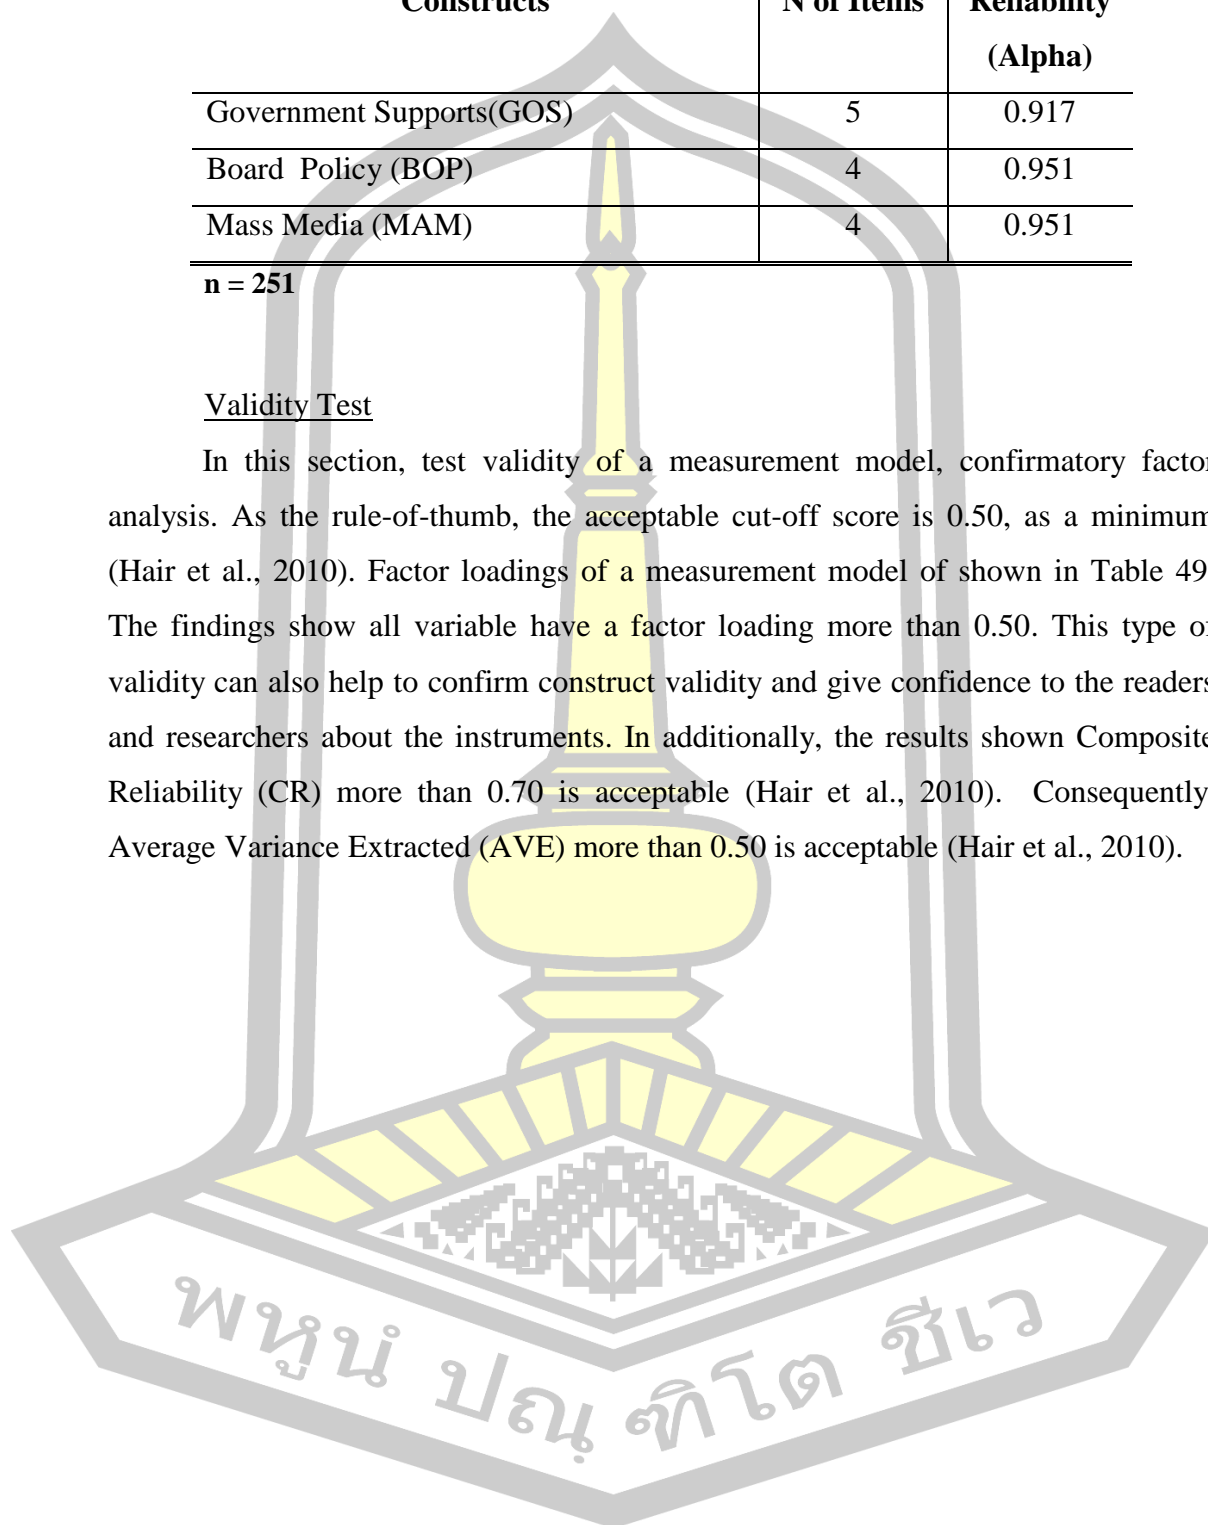 Constructs N of Items Reliability
(Alpha)
Government Supports(GOS) 5 0.917
Board Policy (BOP) 4 0.951
Mass Media (MAM) 4 0.951
n = 251
Validity Test
In this section, test validity of a measurement model, confirmatory factor
analysis. As the rule-of-thumb, the acceptable cut-off score is 0.50, as a minimum
(Hair et al., 2010). Factor loadings of a measurement model of shown in Table 49
The findings show all variable have a factor loading more than 0.50. This type of
validity can also help to confirm construct validity and give confidence to the readers
and researchers about the instruments. In additionally, the results shown Composite
Reliability (CR) more than 0.70 is acceptable (Hair et al., 2010). Consequently
Average Variance Extracted (AVE) more than 0.50 is acceptable (Hair et al., 2010).
พหูนํ ปณฺฑิโต ชีเว